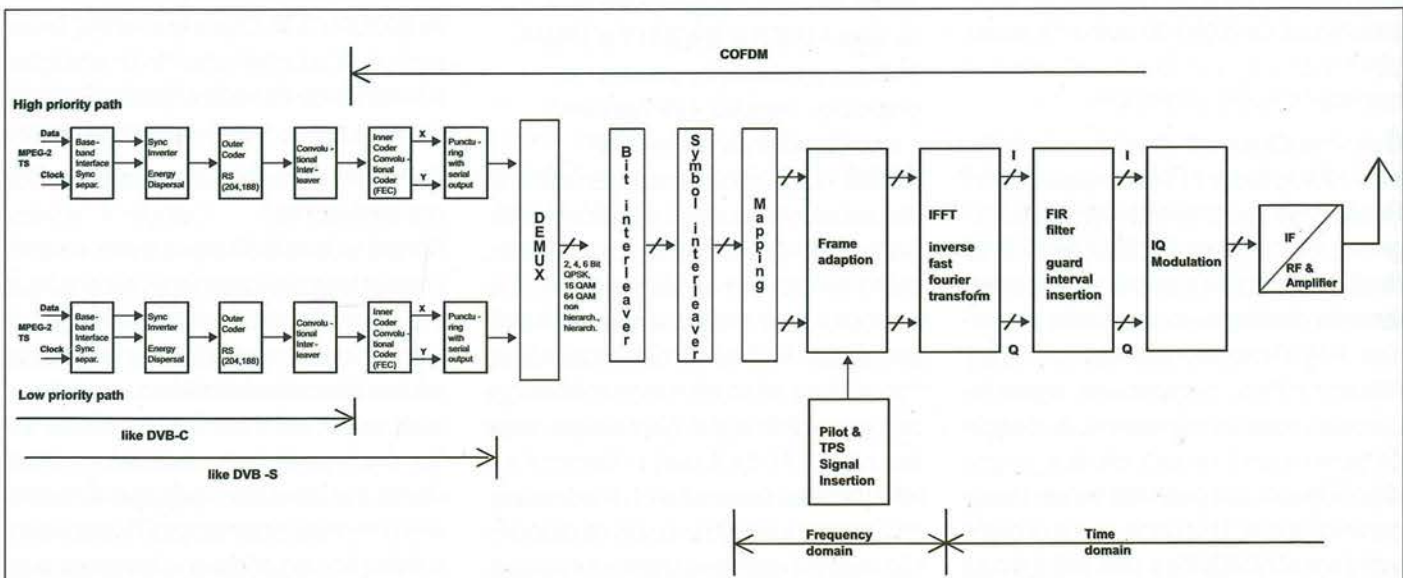 COFDM
High priority path
Data
MPEG-2
TS
Clock
Base-
band
Interface
Sync
separ.
Sync
Inverter
Energy
Dispersal
Outer
Coder
RS
(204,188)
Convolu-
tional
Inter-
leaver
Inner
Coder
Convolu-
tional
Coder
(FEC)
X
Y
Punctu-
ring
with
serial
output
Low priority path
Data
MPEG-2
TS
Clock
Base-
band
Interface
Sync
separ.
Sync
Inverter
Energy
Dispersal
Outer
Coder
RS
(204,188)
Convolu-
tional
Inter-
leaver
Inner
Coder
Convolu-
tional
Coder
(FEC)
X
Y
Punctu-
ring
with
serial
output
like DVB-C
like DVB -S
DEMUX
2, 4, 6 Bit
QPSK,
16 QAM
64 QAM
non
hierarch.,
hierarch.
Bit interleaver
Symbol interleaver
Mapping
Frame
adaption
Pilot &
TPS
Signal
Insertion
IFFT
inverse
fast
fourier
transform
I
Q
FIR
filter
guard
interval
insertion
I
Q
IQ
Modulation
IF
RF &
Amplifier
Frequency
domain
Time
domain